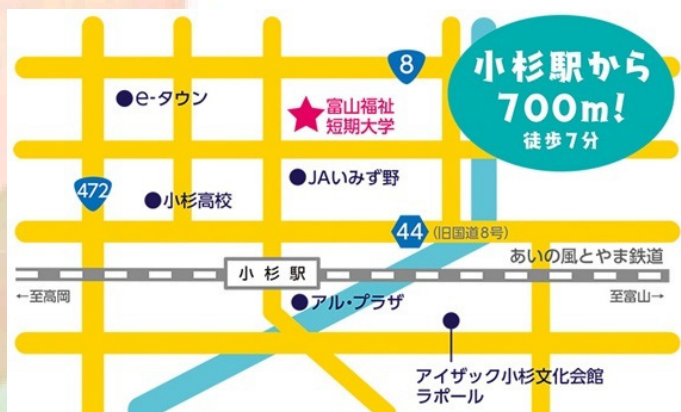 8
小杉駅から
700m!
徒歩7分
e-タウン
富山福祉
短期大学
JAいみず野
472
小杉高校
44
(旧国道8号)
あいの風とやま鉄道
小杉駅
←至高岡
アル・プラザ
至富山→
アイザック小杉文化会館
ラポール